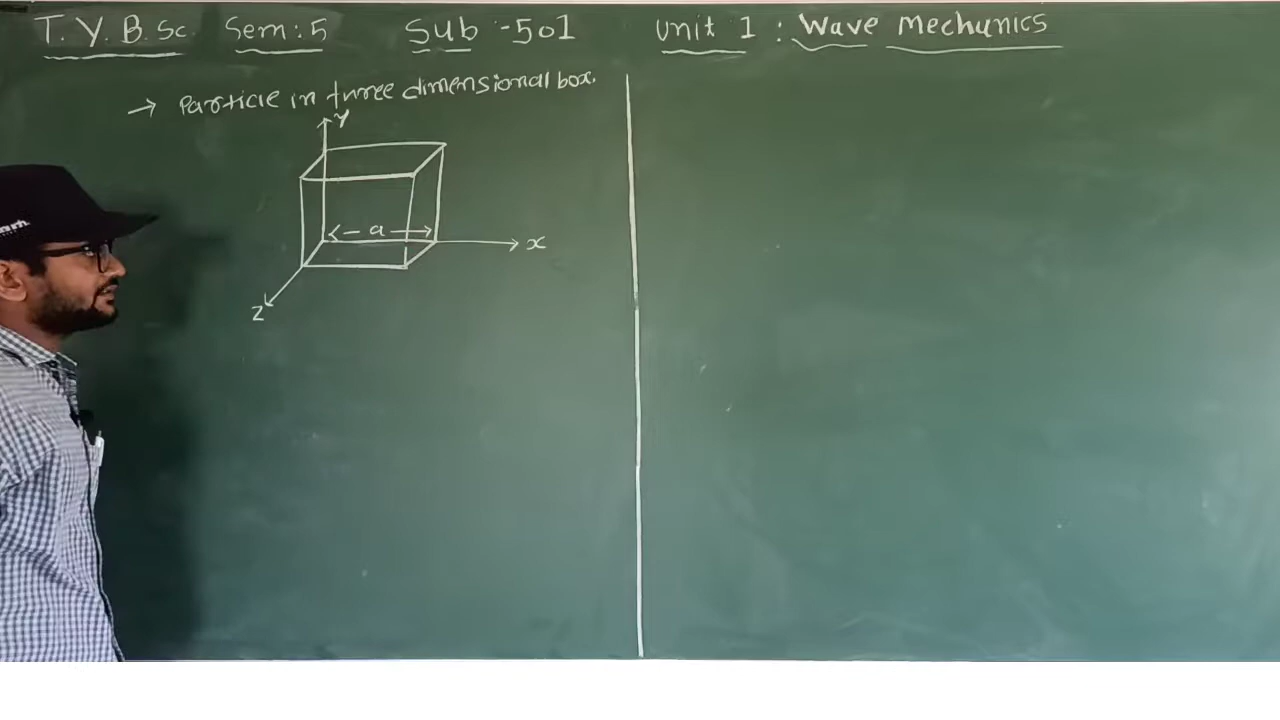 T. Y. B. Sc. Sem: 5 Sub - 501 Unit 1 : Wave Mechanics
→ Particle in three dimensional box.
Y
<- a ->
x
Z